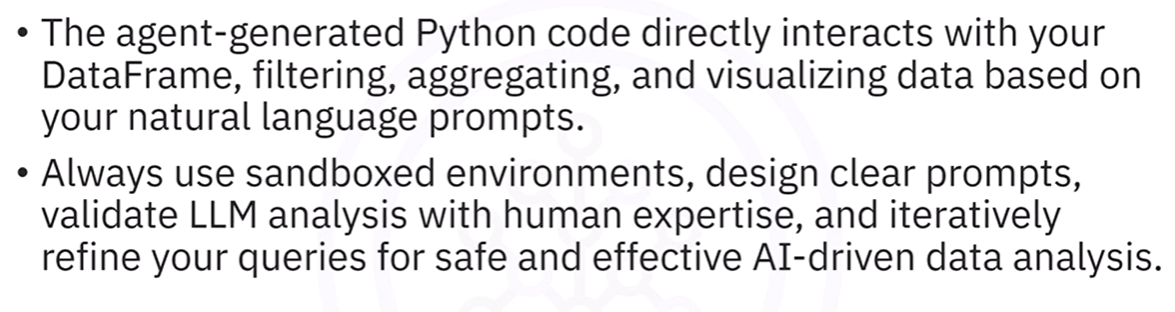 • The agent-generated Python code directly interacts with your
DataFrame, filtering, aggregating, and visualizing data based on
your natural language prompts.
• Always use sandboxed environments, design clear prompts,
validate LLM analysis with human expertise, and iteratively
refine your queries for safe and effective AI-driven data analysis.